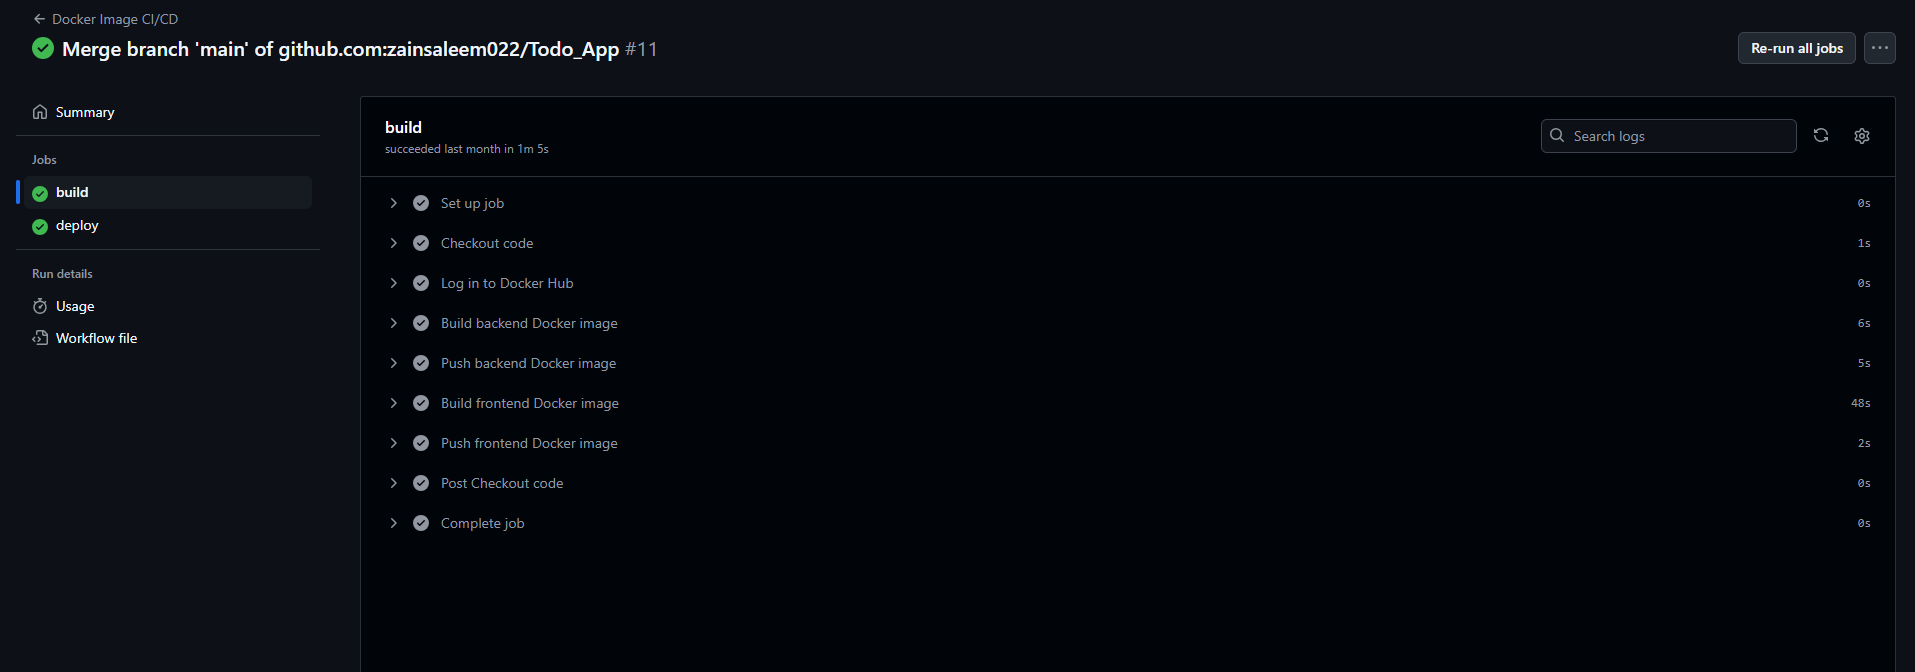 Docker Image CI/CD
Merge branch 'main' of github.com:zainsaleem022/Todo_App #11
Re-run all jobs
Summary
Jobs
build
deploy
Run details
Usage
Workflow file
build
succeeded last month in 1m 5s
Search logs
Set up job 0s
Checkout code 1s
Log in to Docker Hub 0s
Build backend Docker image 6s
Push backend Docker image 5s
Build frontend Docker image 48s
Push frontend Docker image 2s
Post Checkout code 0s
Complete job 0s